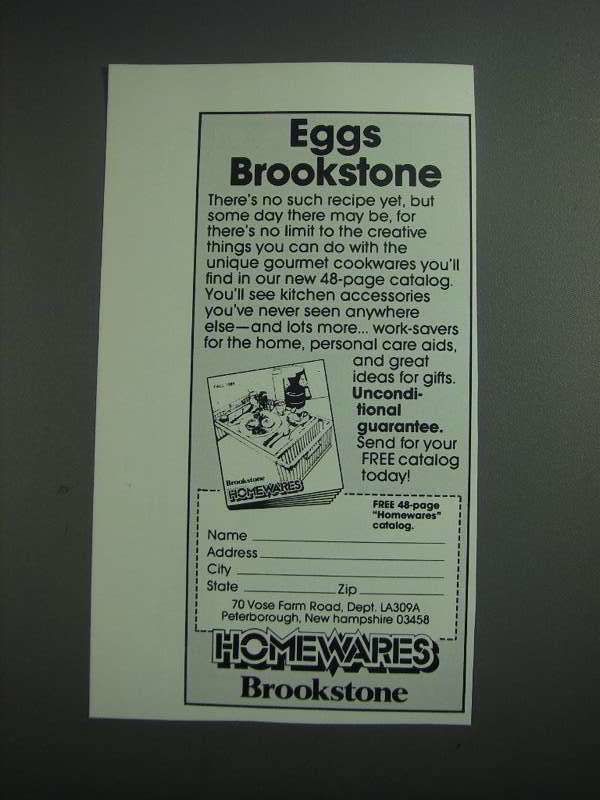 Eggs
Brookstone
There's no such recipe yet, but
some day there may be, for
there's no limit to the creative
things you can do with the
unique gourmet cookwares you'll
find in our new 48-page catalog.
You'll see kitchen accessories
you've never seen anywhere
else—and lots more... work-savers
for the home, personal care aids,
and great
ideas for gifts.
Uncondi-
tional
guarantee.
Send for your
FREE catalog
today!
FALL
Brookstone
HOMEWARES
FREE 48-page
"Homewares"
catalog.
Name
Address
City
State Zip
70 Vose Farm Road, Dept. LA309A
Peterborough, New hampshire 03458
HOMEWARES
Brookstone